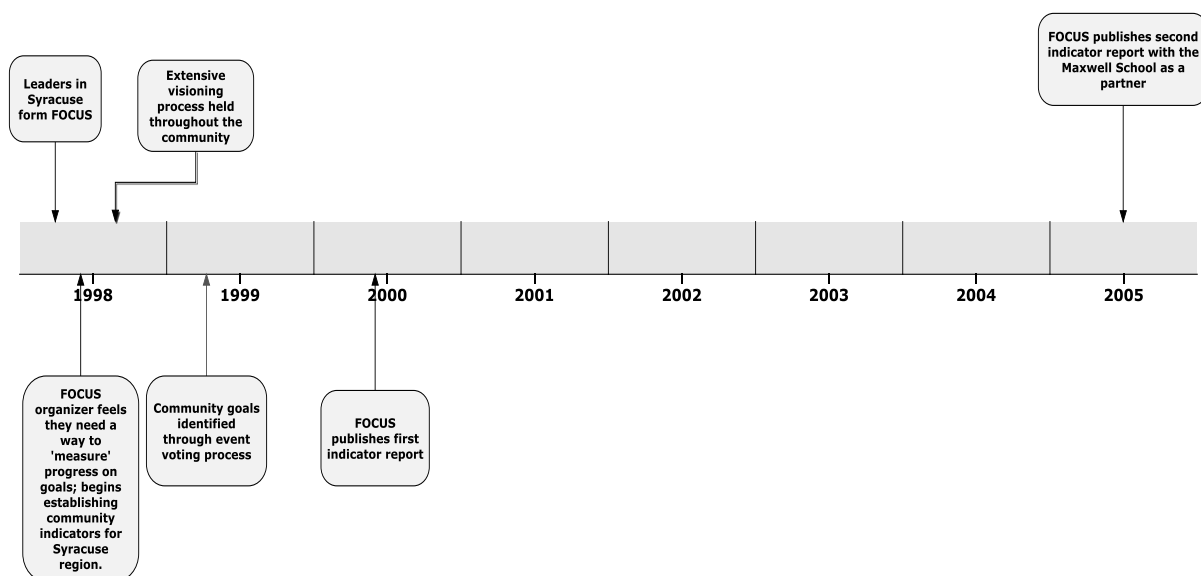 Leaders in
Syracuse
form FOCUS
Extensive
visioning
process held
throughout the
community
FOCUS publishes second
indicator report with the
Maxwell School as a
partner
1998
1999
2000
2001
2002
2003
2004
2005
FOCUS
organizer feels
they need a
way to
'measure'
progress on
goals; begins
establishing
community
indicators for
Syracuse
region.
Community goals
identified
through event
voting process
FOCUS
publishes first
indicator report